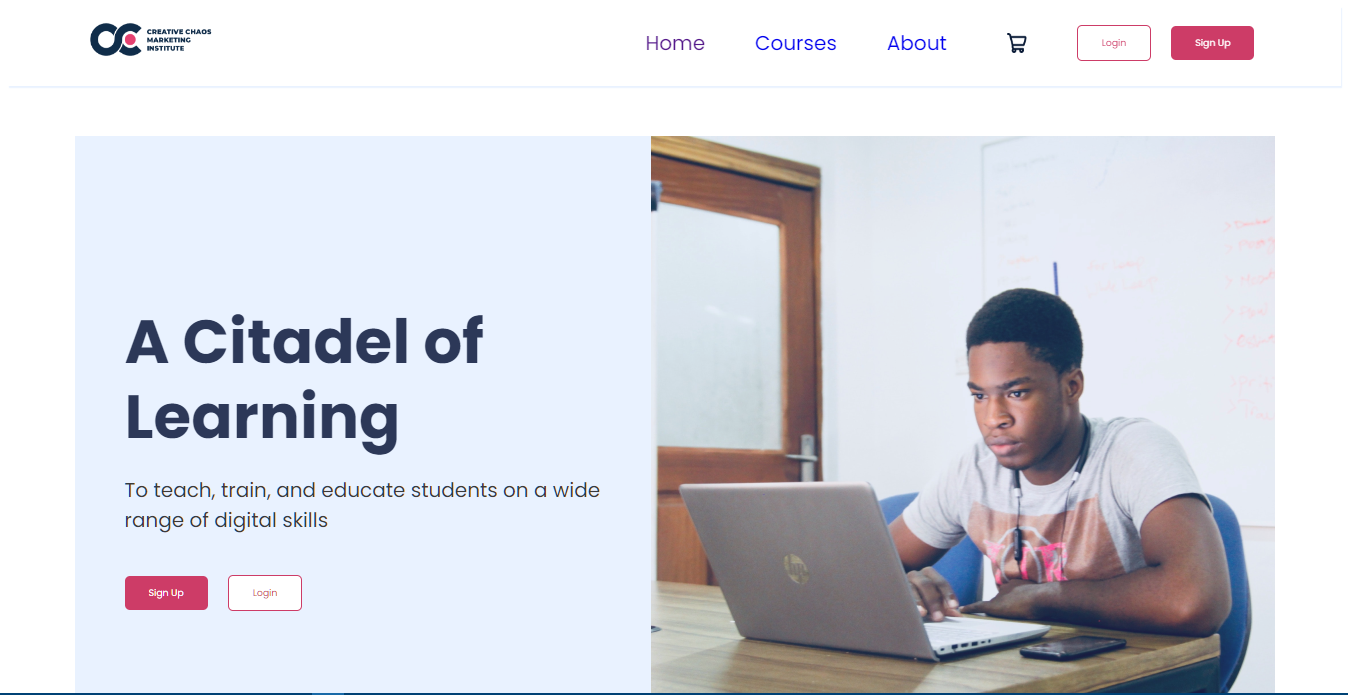 CREATIVE CHAOS
MARKETING
INSTITUTE
Home
Courses
About
Login
Sign Up
A Citadel of
Learning
To teach, train, and educate students on a wide
range of digital skills
Sign Up
Login
hp